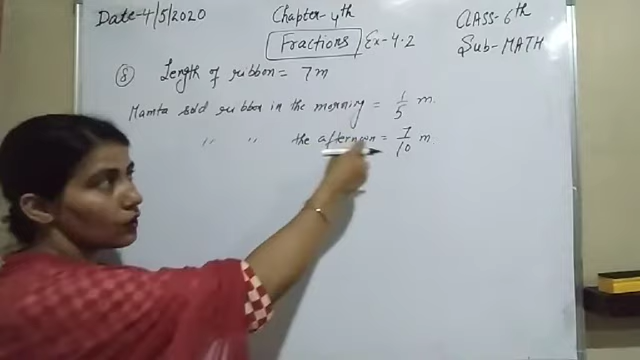 Date-4/5/2020 Chapter-4th CLASS-6th
Fractions Ex-4.2 Sub-MATH
8 Length of ribbon = 7m
Mamta sold ribbon in the morning = 1/5 m.
" " the afternoon = 7/10 m